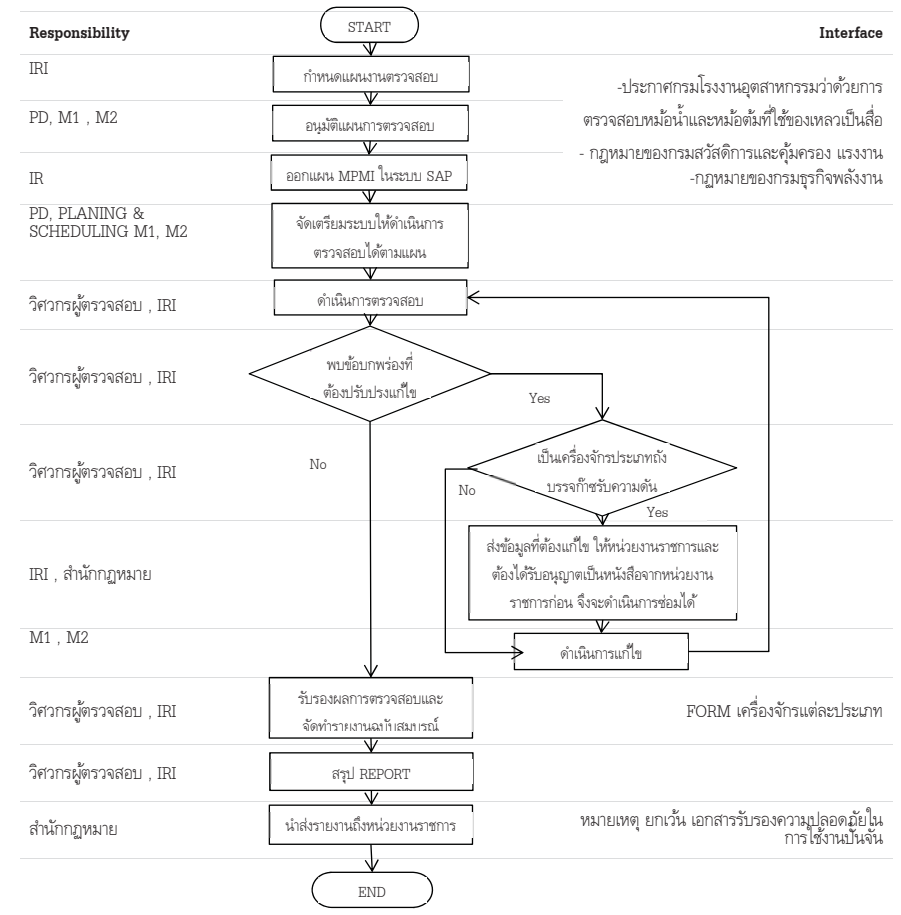 START
Responsibility
Interface
IRI
กำหนดแผนงานตรวจสอบ
-ประกาศกรมโรงงานอุตสาหกรรมว่าด้วยการ
ตรวจสอบหม้อน้ำและหม้อต้มที่ใช้ของเหลวเป็นสื่อ
PD, M1 , M2
อนุมัติแผนการตรวจสอบ
- กฎหมายของกรมสวัสดิการและคุ้มครอง แรงงาน
IR
ออกแผน MPMI ในระบบ SAP
-กฏหมายของกรมธุรกิจพลังงาน
PD, PLANING &
SCHEDULING M1, M2
จัดเตรียมระบบให้ดำเนินการ
ตรวจสอบได้ตามแผน
วิศวกรผู้ตรวจสอบ , IRI
ดำเนินการตรวจสอบ
วิศวกรผู้ตรวจสอบ , IRI
พบข้อบกพร่องที่
ต้องปรับปรุงแก้ไข
Yes
วิศวกรผู้ตรวจสอบ , IRI
No
เป็นเครื่องจักรประเภทถัง
บรรจุก๊าซรับความดัน
No
Yes
IRI , สำนักกฏหมาย
ส่งข้อมูลที่ต้องแก้ไข ให้หน่วยงานราชการและ
ต้องได้รับอนุญาตเป็นหนังสือจากหน่วยงาน
ราชการก่อน จึงจะดำเนินการซ่อมได้
M1 , M2
ดำเนินการแก้ไข
วิศวกรผู้ตรวจสอบ , IRI
รับรองผลการตรวจสอบและ
จัดทำรายงานฉบับสมบูรณ์
FORM เครื่องจักรแต่ละประเภท
วิศวกรผู้ตรวจสอบ , IRI
สรุป REPORT
สำนักกฏหมาย
นำส่งรายงานถึงหน่วยงานราชการ
หมายเหตุ ยกเว้น เอกสารรับรองความปลอดภัยใน
การใช้งานปั้นจั่น
END